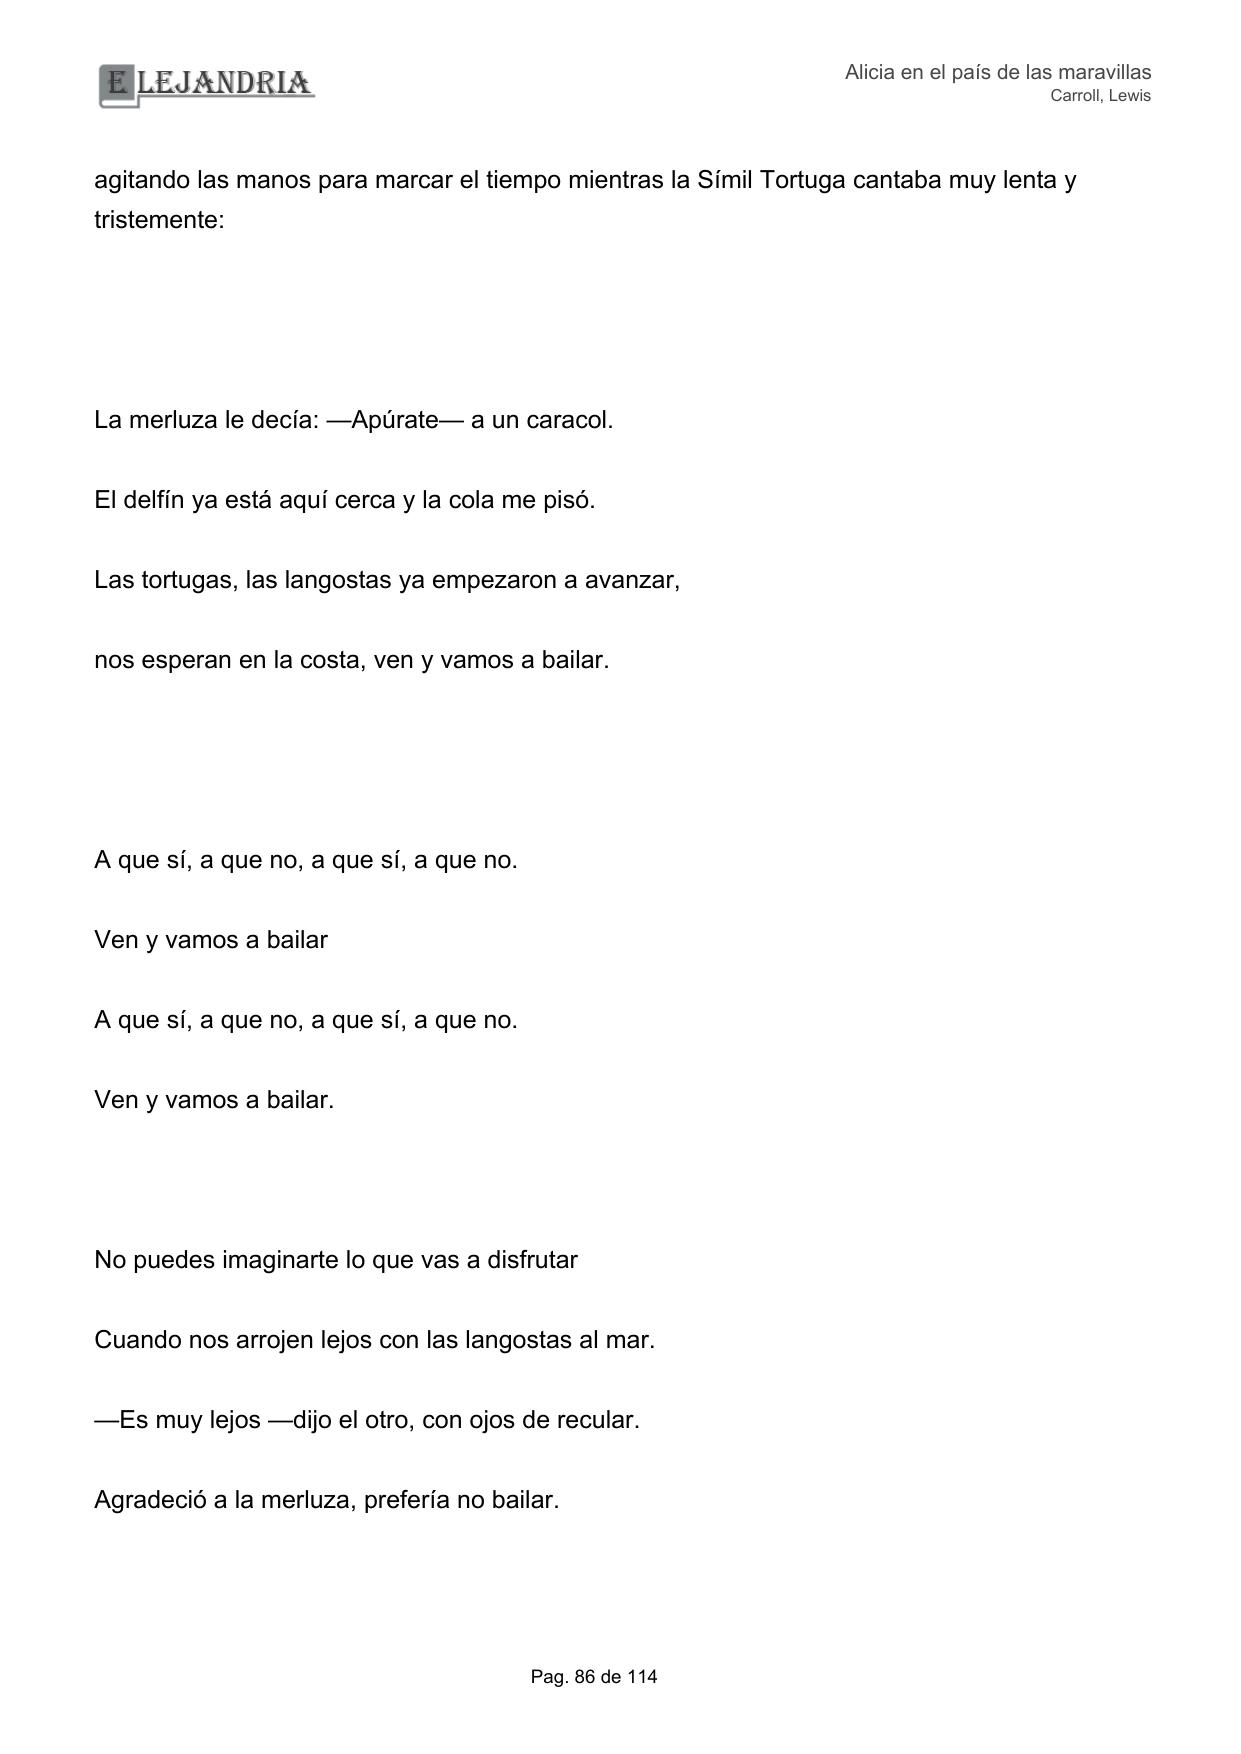 ELEJANDRIA
Alicia en el país de las maravillas
Carroll, Lewis
agitando las manos para marcar el tiempo mientras la Símil Tortuga cantaba muy lenta y
tristemente:
La merluza le decía: —Apúrate— a un caracol.
El delfín ya está aquí cerca y la cola me pisó.
Las tortugas, las langostas ya empezaron a avanzar,
nos esperan en la costa, ven y vamos a bailar.
A que sí, a que no, a que sí, a que no.
Ven y vamos a bailar
A que sí, a que no, a que sí, a que no.
Ven y vamos a bailar.
No puedes imaginarte lo que vas a disfrutar
Cuando nos arrojen lejos con las langostas al mar.
—Es muy lejos —dijo el otro, con ojos de recular.
Agradeció a la merluza, prefería no bailar.
Pag. 86 de 114